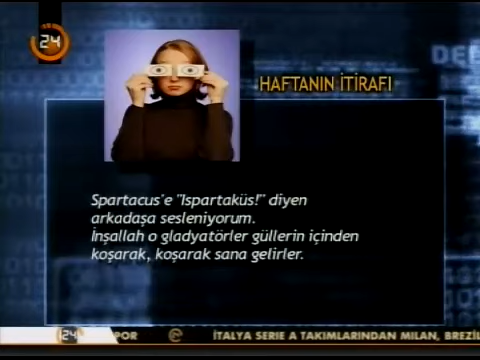 24
HAFTANIN İTİRAFI
Spartacus'e "Ispartaküs!" diyen
arkadaşa sesleniyorum.
İnşallah o gladyatörler güllerin içinden
koşarak, koşarak sana gelirler.
24 POR İTALYA SERIE A TAKIMLARINDAN MILAN, BREZİL